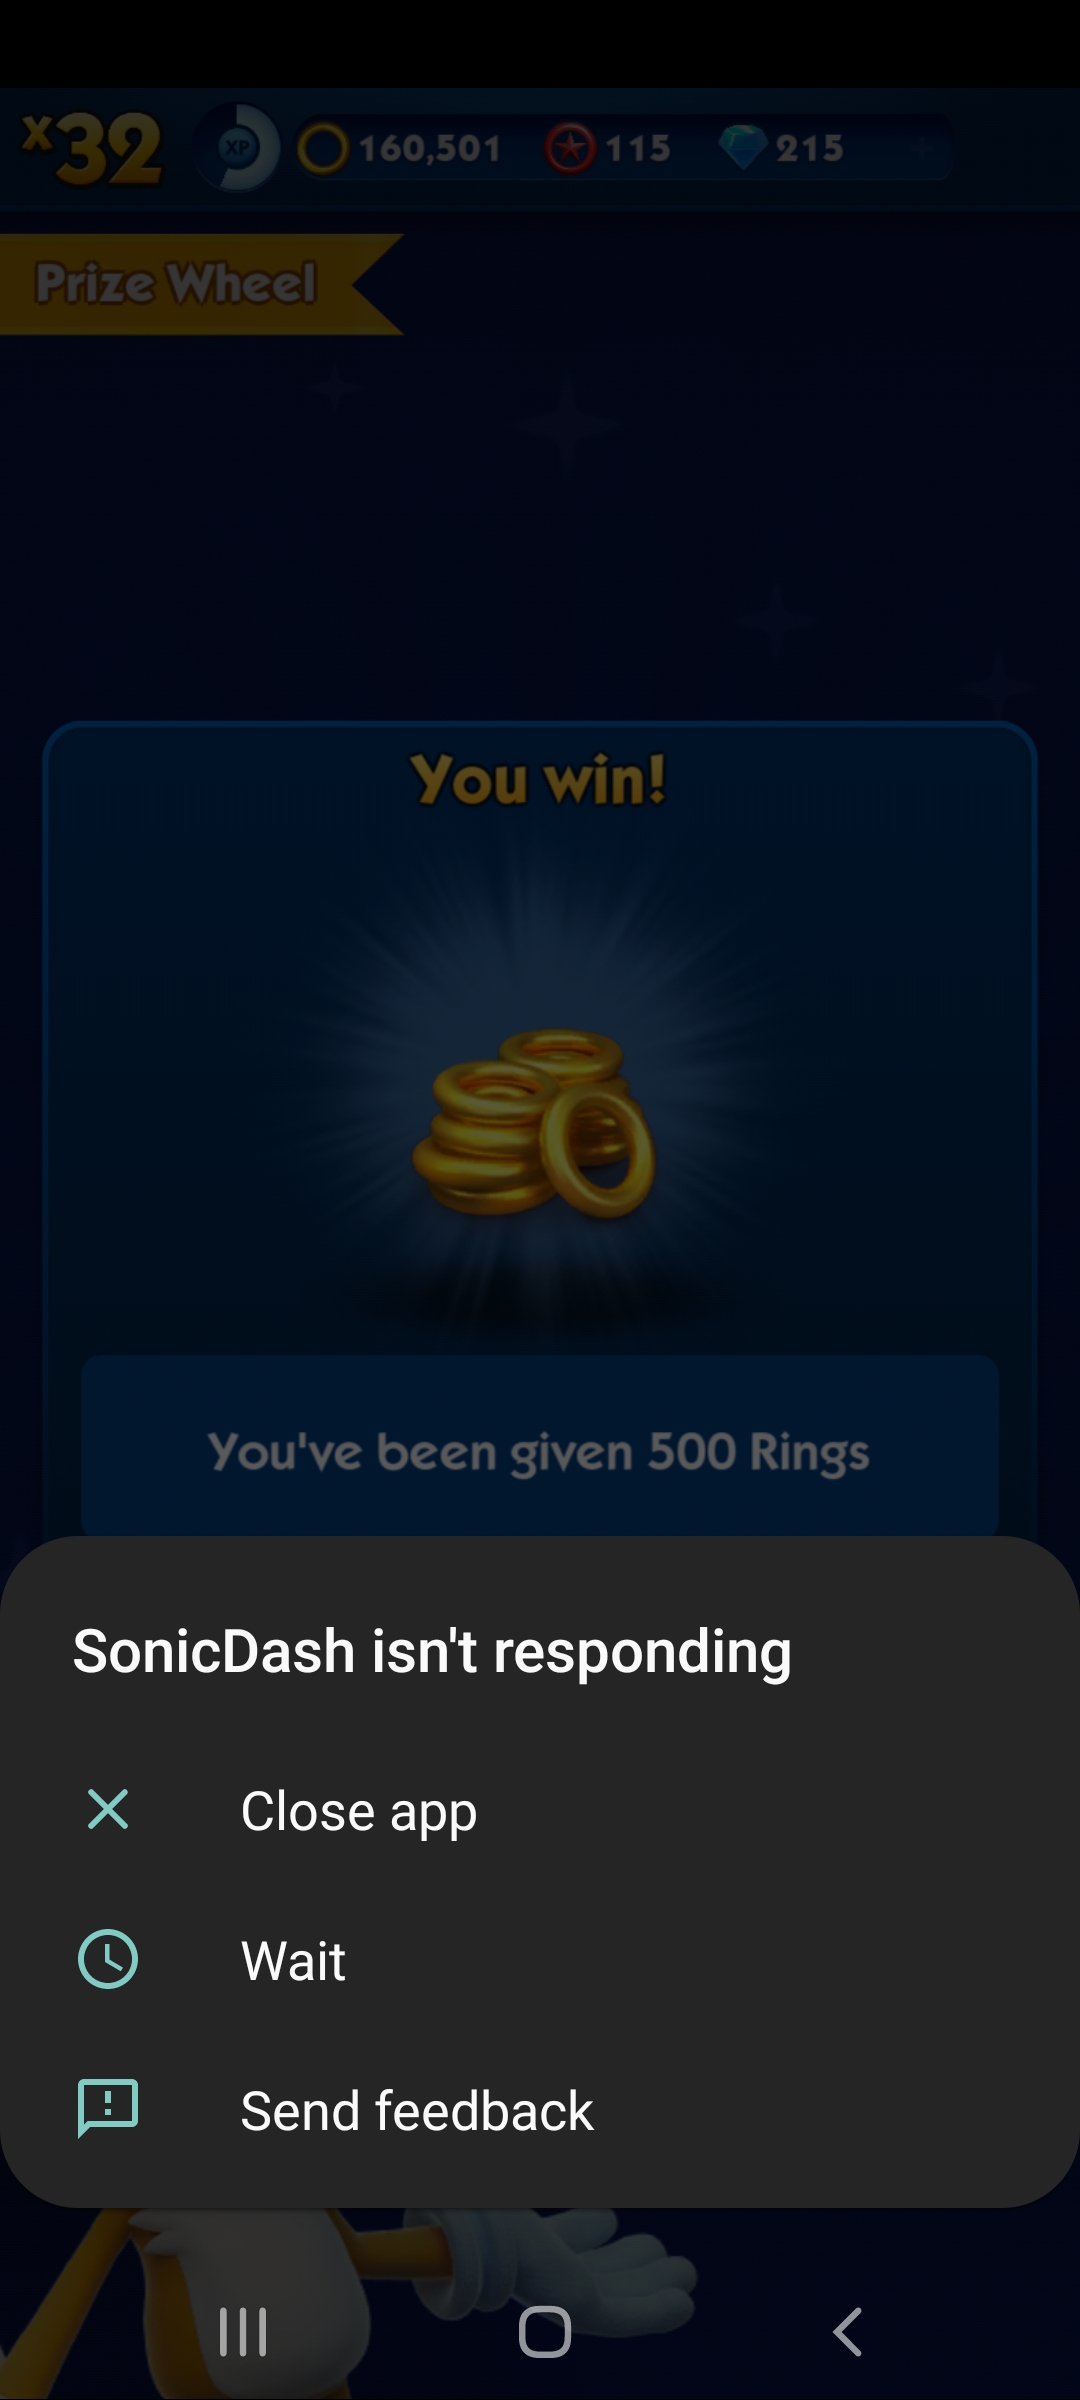 x32 XP 160,501 115 215 +
Prize Wheel
You win!
You've been given 500 Rings
SonicDash isn't responding
Close app
Wait
Send feedback